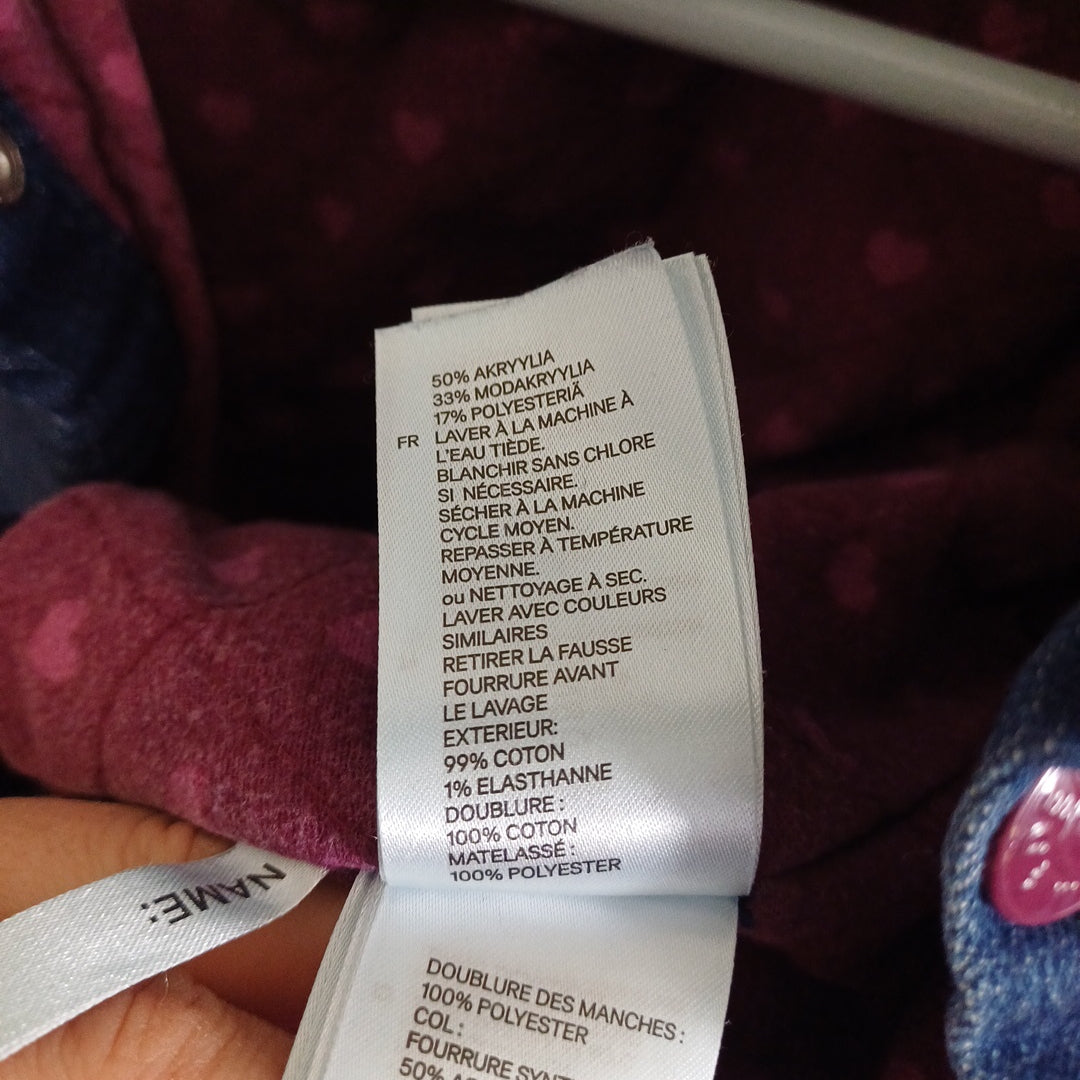 50% AKRYYLIA
33% MODAKRYYLIA
17% POLYESTERIÄ
FR LAVER À LA MACHINE À
L'EAU TIÈDE.
BLANCHIR SANS CHLORE
SI NÉCESSAIRE.
SÉCHER À LA MACHINE
CYCLE MOYEN.
REPASSER À TEMPÉRATURE
MOYENNE.
ou NETTOYAGE À SEC.
LAVER AVEC COULEURS
SIMILAIRES
RETIRER LA FAUSSE
FOURRURE AVANT
LE LAVAGE
EXTERIEUR:
99% COTON
1% ELASTHANNE
DOUBLURE :
100% COTON
MATELASSÉ :
100% POLYESTER
NAME:
DOUBLURE DES MANCHES :
100% POLYESTER
COL :
FOURRURE
50%